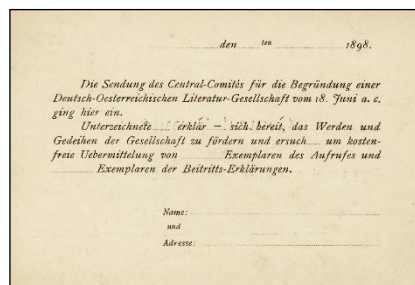 den ten 1898.
Die Sendung des Central-Comités für die Begründung einer
Deutsch-Oesterreichischen Literatur-Gesellschaft vom 18. Juni a. c.
ging hier ein.
Unterzeichnete erklär – sich bereit, das Werden und
Gedeihen der Gesellschaft zu fördern und ersuch um kosten-
freie Uebermittelung von Exemplaren des Aufrufes und
Exemplaren der Beitritts-Erklärungen.
Name:
und
Adresse: